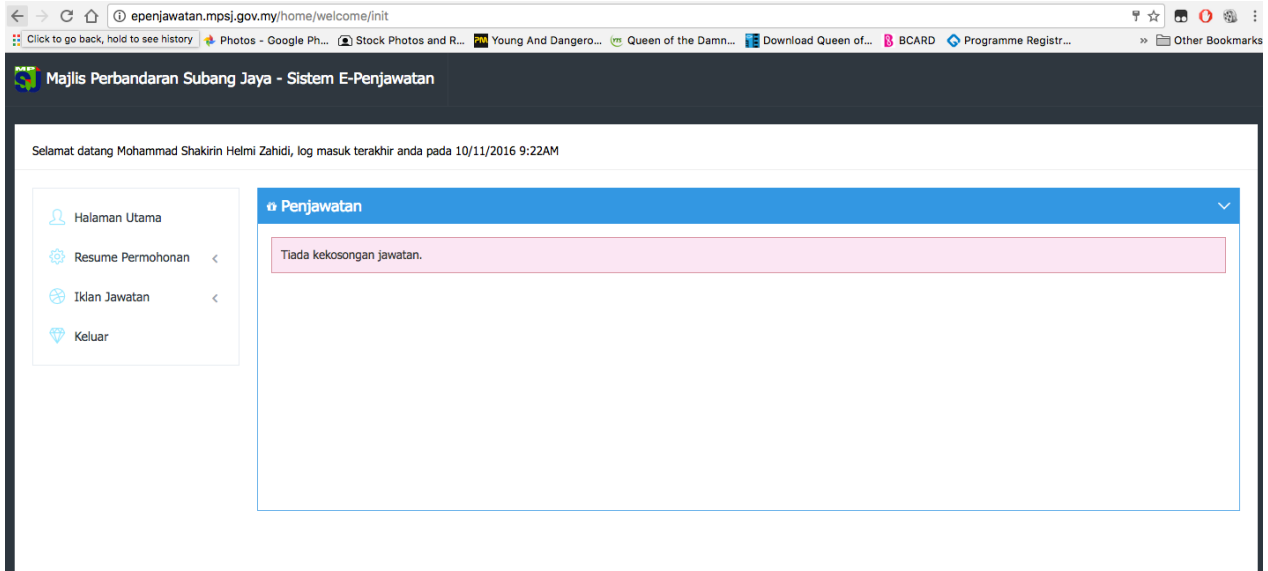 epenjawatan.mpsj.gov.my/home/welcome/init
Click to go back, hold to see history Photos - Google Ph... Stock Photos and R... Young And Dangero... Queen of the Damn... Download Queen of... BCARD Programme Registr... » Other Bookmarks
Majlis Perbandaran Subang Jaya - Sistem E-Penjawatan
Selamat datang Mohammad Shakirin Helmi Zahidi, log masuk terakhir anda pada 10/11/2016 9:22AM
Halaman Utama
Resume Permohonan
Iklan Jawatan
Keluar
Penjawatan
Tiada kekosongan jawatan.